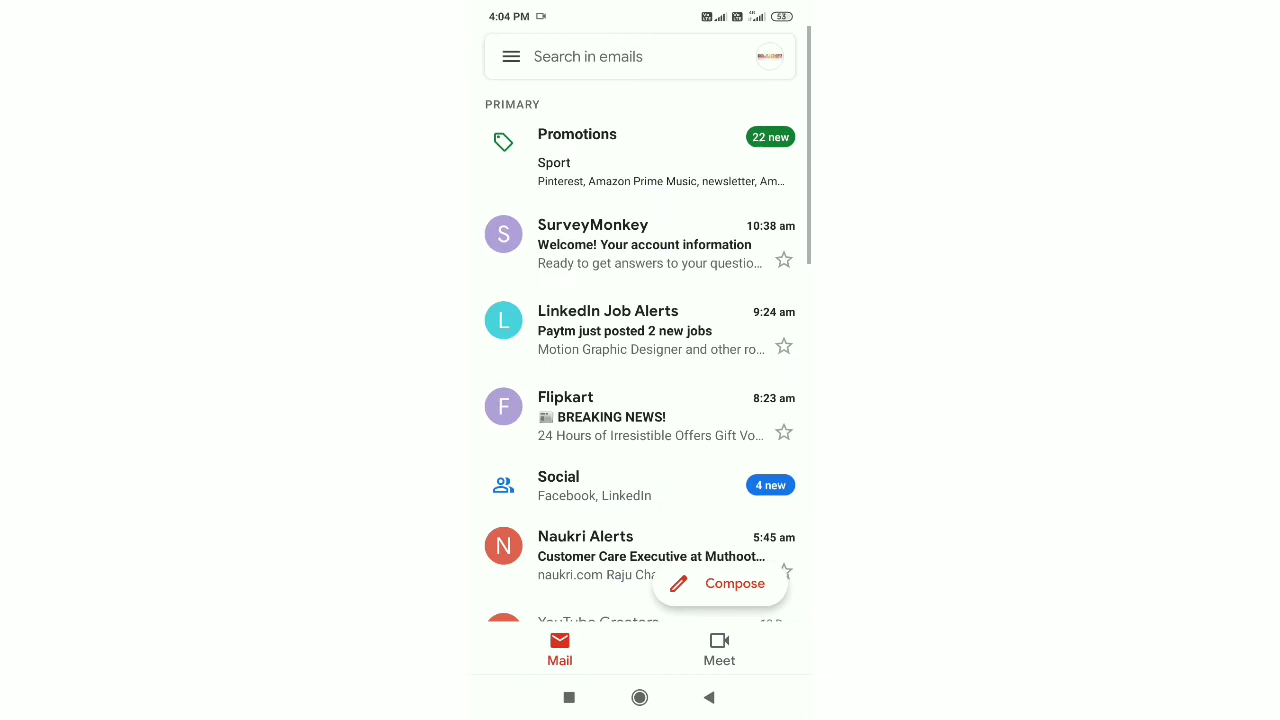 4:04 PM
53
Search in emails
PRIMARY
Promotions
22 new
Sport
Pinterest, Amazon Prime Music, newsletter, Am...
S
SurveyMonkey
10:38 am
Welcome! Your account information
Ready to get answers to your questio...
L
LinkedIn Job Alerts
9:24 am
Paytm just posted 2 new jobs
Motion Graphic Designer and other ro...
F
Flipkart
8:23 am
BREAKING NEWS!
24 Hours of Irresistible Offers Gift Vo...
Social
4 new
Facebook, LinkedIn
N
Naukri Alerts
5:45 am
Customer Care Executive at Muthoot...
naukri.com Raju Cha
Compose
Mail
Meet